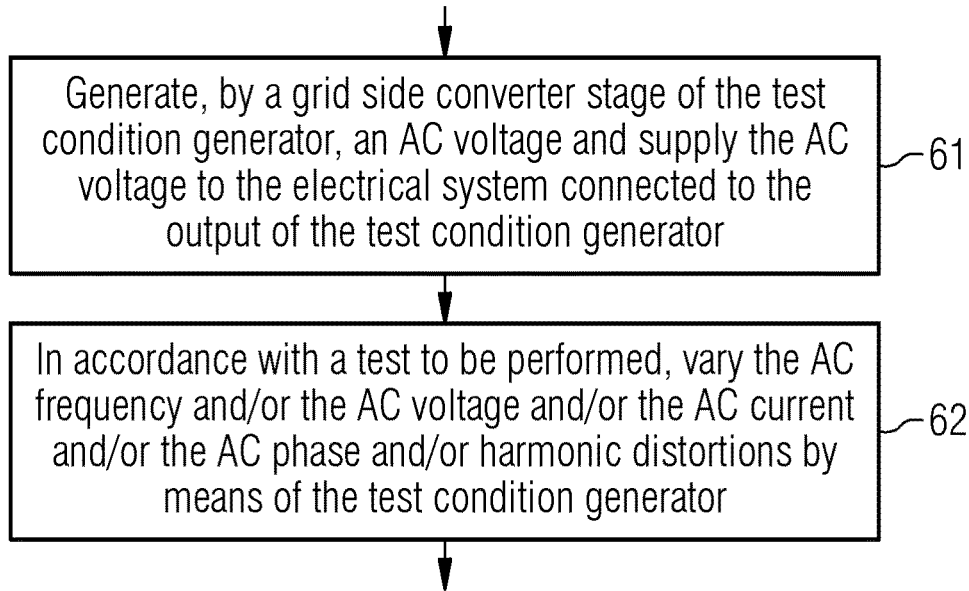 Generate, by a grid side converter stage of the test
condition generator, an AC voltage and supply the AC
voltage to the electrical system connected to the
output of the test condition generator
61
In accordance with a test to be performed, vary the AC
frequency and/or the AC voltage and/or the AC current
and/or the AC phase and/or harmonic distortions by
means of the test condition generator
62